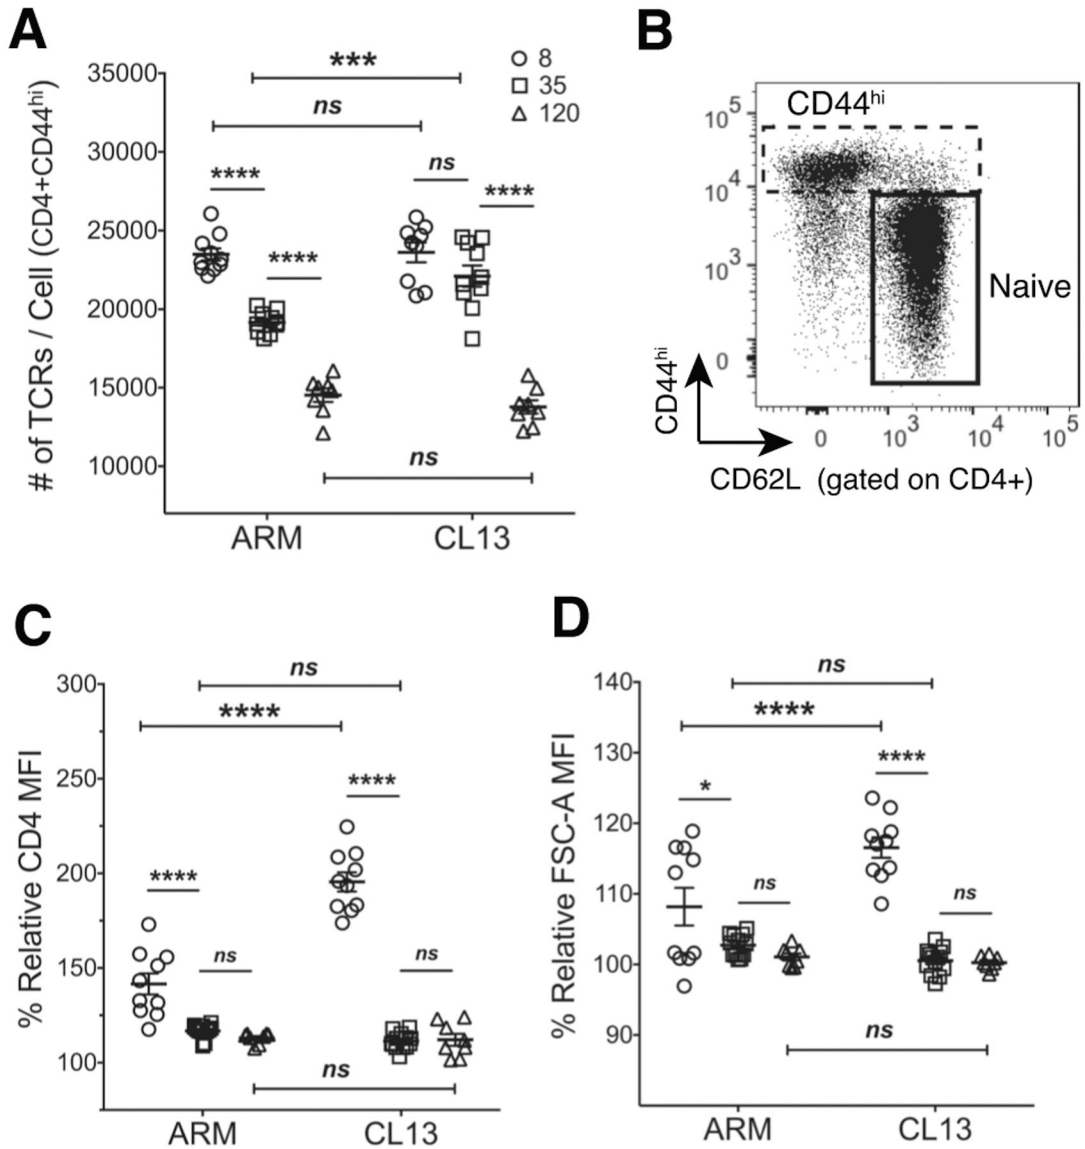 A
# of TCRs / Cell (CD4+CD44hi)
35000
30000
25000
20000
15000
10000
***
ns
****
****
ns
****
ns
8
35
120
ARM
CL13
B
CD44hi
Naive
10^5
10^4
10^3
0
0
10^3
10^4
10^5
CD44hi
CD62L (gated on CD4+)
C
% Relative CD4 MFI
300
250
200
150
100
ns
****
****
****
ns
ns
ns
ARM
CL13
D
% Relative FSC-A MFI
140
130
120
110
100
90
ns
****
****
*
ns
ns
ns
ARM
CL13